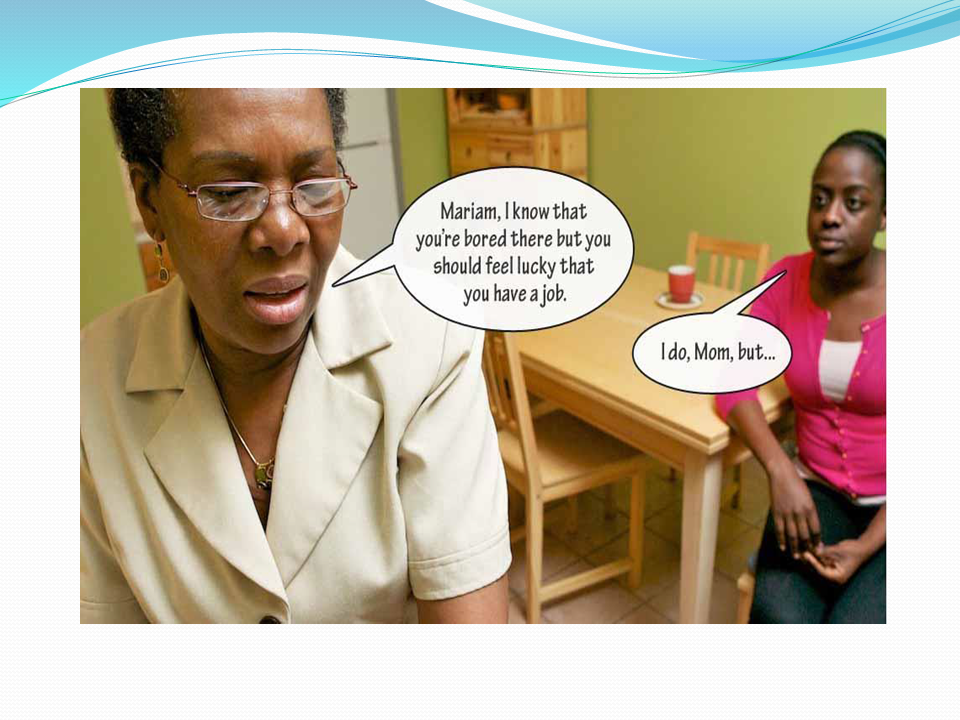 Mariam, I know that
you're bored there but you
should feel lucky that
you have a job.
I do, Mom, but...